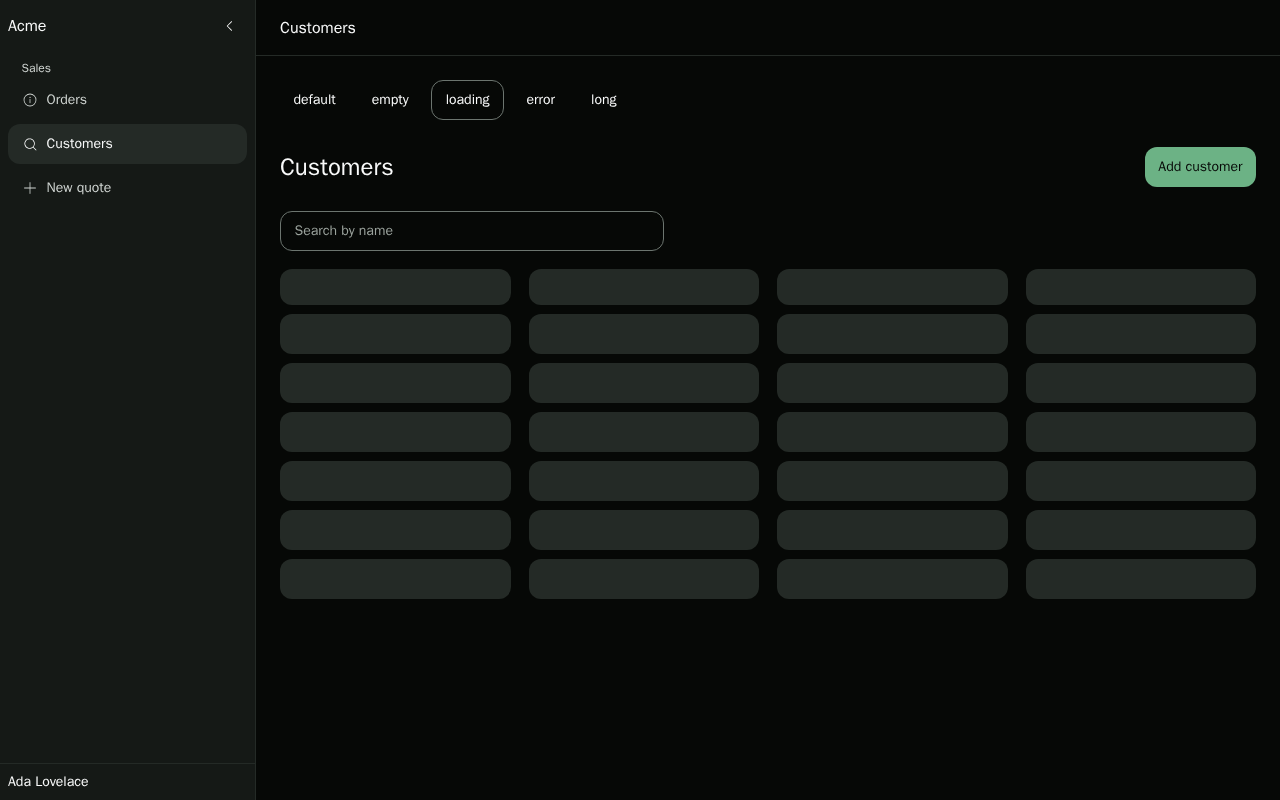 Acme
Sales
Orders
Customers
New quote
Ada Lovelace
Customers
default empty loading error long
Customers
Add customer
Search by name